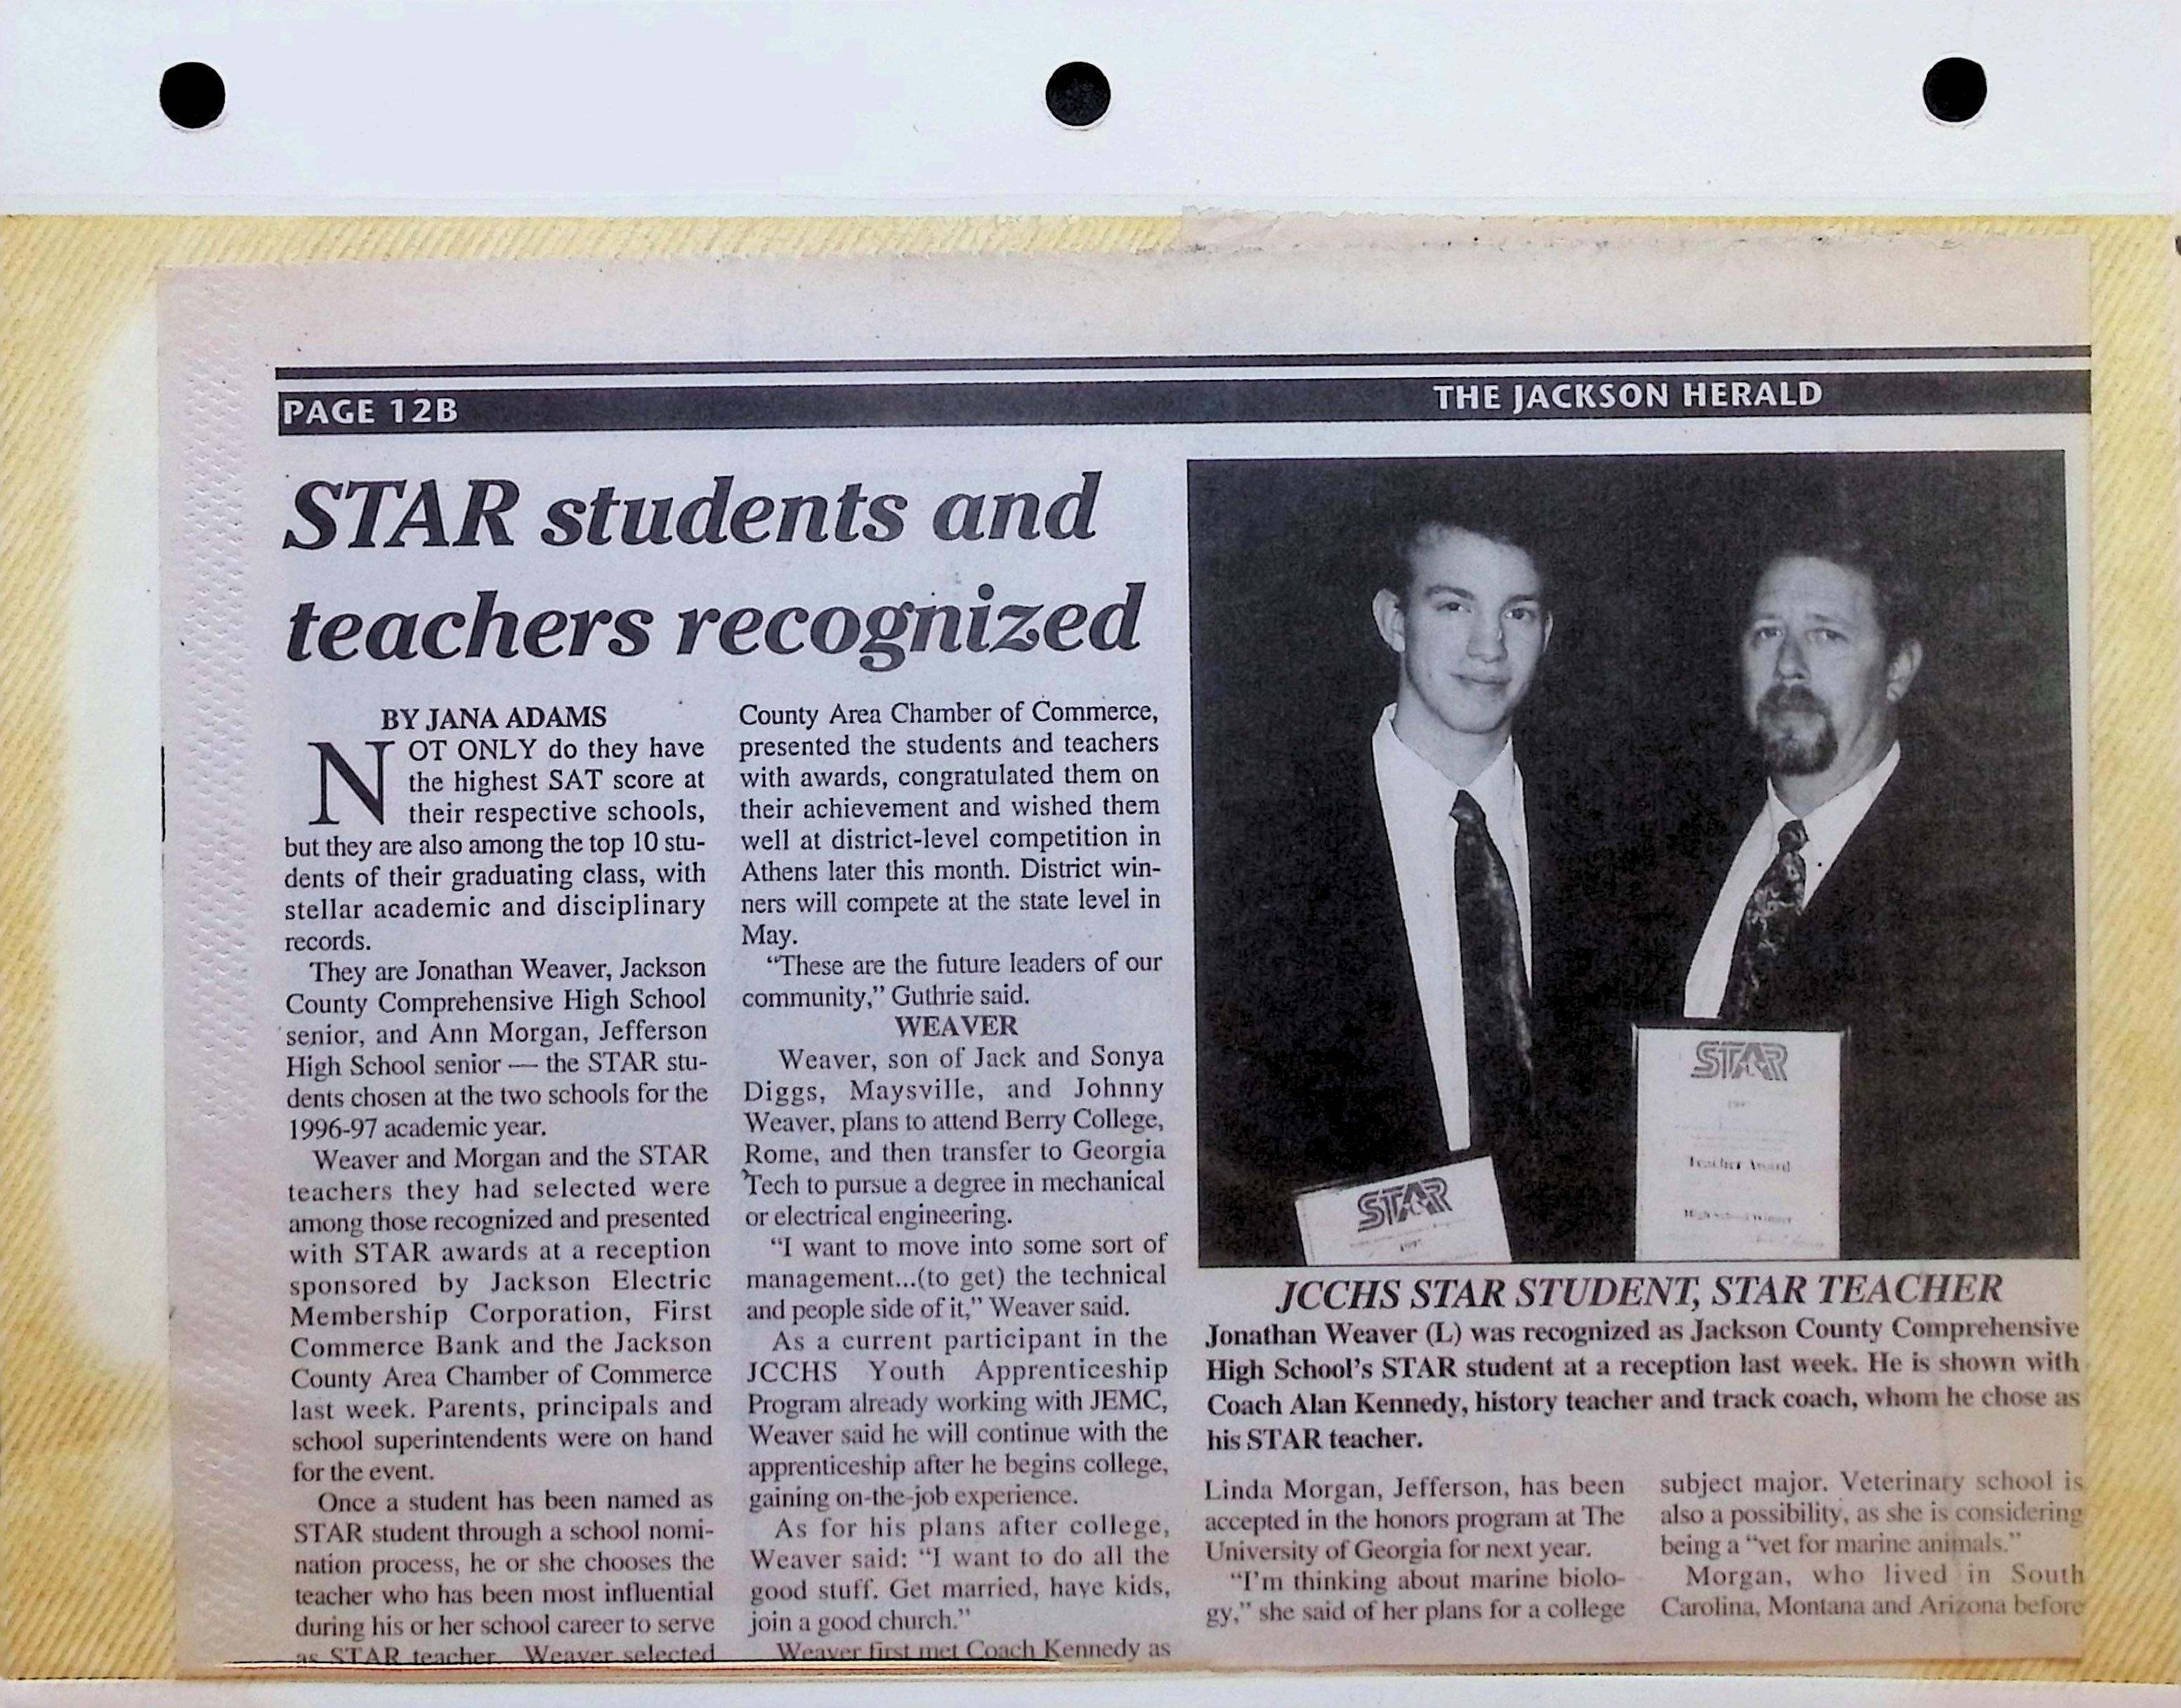 PAGE 12B
THE JACKSON HERALD
STAR students and
teachers recognized
BY JANA ADAMS
NOT ONLY do they have
the highest SAT score at
their respective schools,
but they are also among the top 10 stu-
dents of their graduating class, with
stellar academic and disciplinary
records.
They are Jonathan Weaver, Jackson
County Comprehensive High School
senior, and Ann Morgan, Jefferson
High School senior — the STAR stu-
dents chosen at the two schools for the
1996-97 academic year.
Weaver and Morgan and the STAR
teachers they had selected were
among those recognized and presented
with STAR awards at a reception
sponsored by Jackson Electric
Membership Corporation, First
Commerce Bank and the Jackson
County Area Chamber of Commerce
last week. Parents, principals and
school superintendents were on hand
for the event.
Once a student has been named as
STAR student through a school nomi-
nation process, he or she chooses the
teacher who has been most influential
during his or her school career to serve
as STAR teacher. Weaver selected
County Area Chamber of Commerce,
presented the students and teachers
with awards, congratulated them on
their achievement and wished them
well at district-level competition in
Athens later this month. District win-
ners will compete at the state level in
May.
“These are the future leaders of our
community,” Guthrie said.
WEAVER
Weaver, son of Jack and Sonya
Diggs, Maysville, and Johnny
Weaver, plans to attend Berry College,
Rome, and then transfer to Georgia
Tech to pursue a degree in mechanical
or electrical engineering.
“I want to move into some sort of
management...(to get) the technical
and people side of it,” Weaver said.
As a current participant in the
JCCHS Youth Apprenticeship
Program already working with JEMC,
Weaver said he will continue with the
apprenticeship after he begins college,
gaining on-the-job experience.
As for his plans after college,
Weaver said: “I want to do all the
good stuff. Get married, have kids,
join a good church.”
Weaver first met Coach Kennedy as
STAR
STAR
Teacher Award
JCCHS STAR STUDENT, STAR TEACHER
Jonathan Weaver (L) was recognized as Jackson County Comprehensive
High School’s STAR student at a reception last week. He is shown with
Coach Alan Kennedy, history teacher and track coach, whom he chose as
his STAR teacher.
Linda Morgan, Jefferson, has been
accepted in the honors program at The
University of Georgia for next year.
“I’m thinking about marine biolo-
gy,” she said of her plans for a college
subject major. Veterinary school is
also a possibility, as she is considering
being a “vet for marine animals.”
Morgan, who lived in South
Carolina, Montana and Arizona before